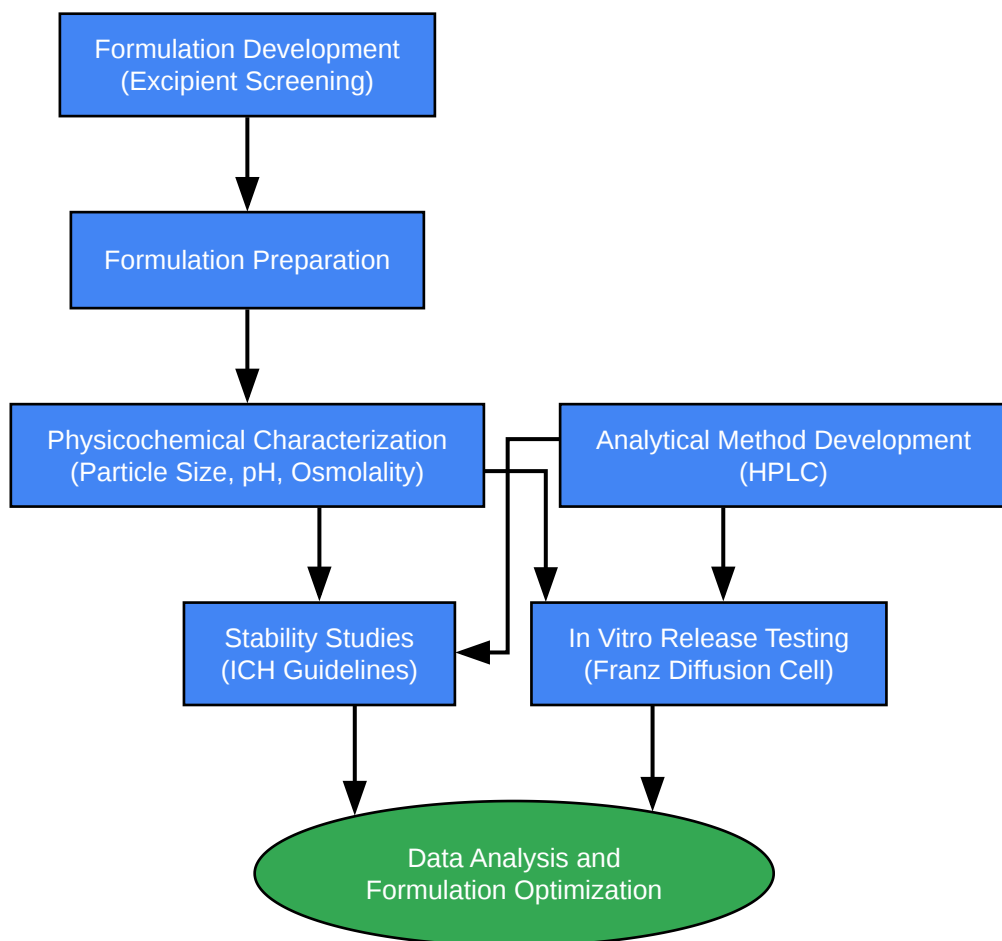 Formulation Development
(Excipient Screening)
Formulation Preparation
Physicochemical Characterization
(Particle Size, pH, Osmolality)
Analytical Method Development
(HPLC)
Stability Studies
(ICH Guidelines)
In Vitro Release Testing
(Franz Diffusion Cell)
Data Analysis and
Formulation Optimization